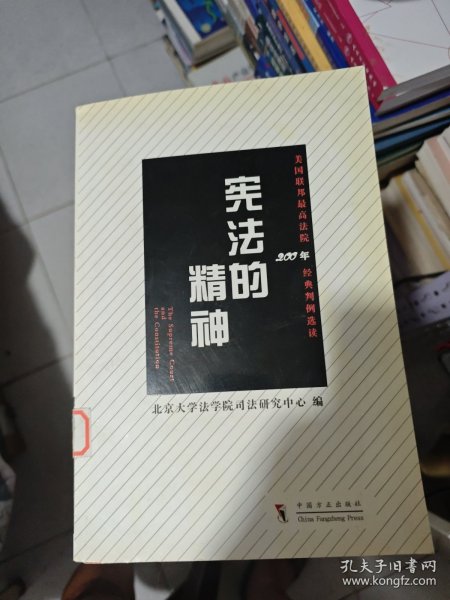 美国联邦最高法院
200年
经典判例选读
宪法的
精神
The Supreme Court
and
the Constitution
北京大学法学院司法研究中心 编
中国方正出版社
China Fangzheng Press
孔夫子旧书网
www.kongfz.com